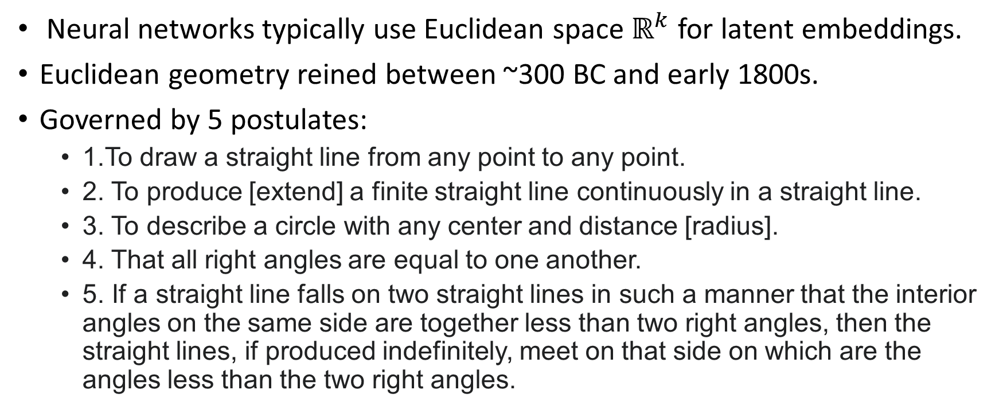 • Neural networks typically use Euclidean space ℝᵏ for latent embeddings.
• Euclidean geometry reined between ~300 BC and early 1800s.
• Governed by 5 postulates:
• 1.To draw a straight line from any point to any point.
• 2. To produce [extend] a finite straight line continuously in a straight line.
• 3. To describe a circle with any center and distance [radius].
• 4. That all right angles are equal to one another.
• 5. If a straight line falls on two straight lines in such a manner that the interior
angles on the same side are together less than two right angles, then the
straight lines, if produced indefinitely, meet on that side on which are the
angles less than the two right angles.